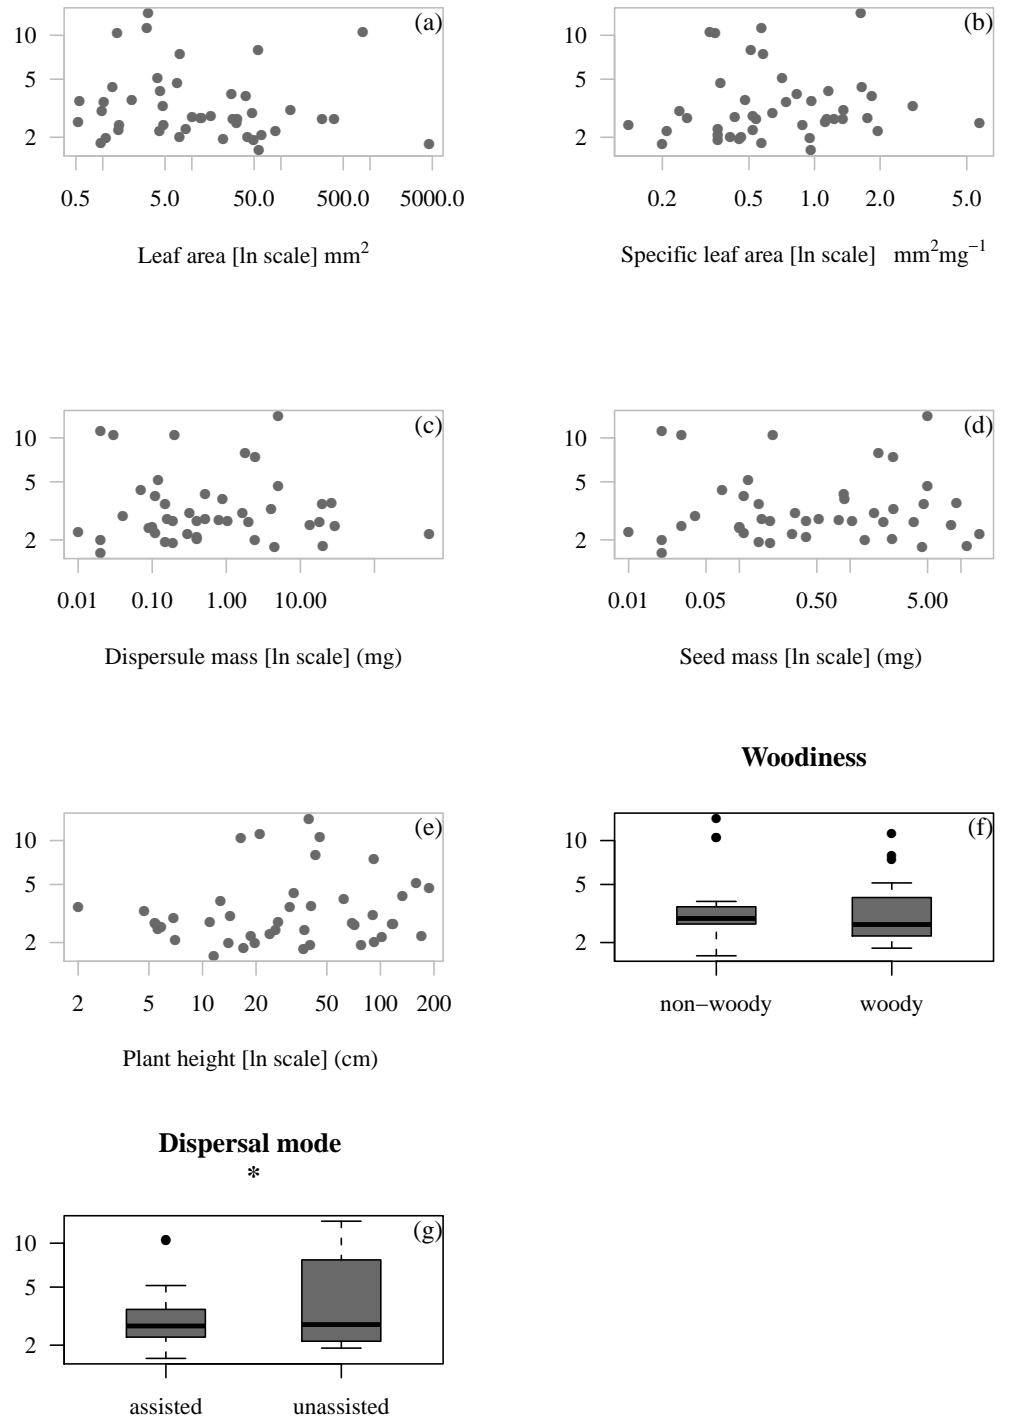 (a)
10
5
2
0.5 5.0 50.0 500.0 5000.0
Leaf area [ln scale] mm²
(b)
10
5
2
0.2 0.5 1.0 2.0 5.0
Specific leaf area [ln scale] mm²mg⁻¹
(c)
10
5
2
0.01 0.10 1.00 10.00
Dispersule mass [ln scale] (mg)
(d)
10
5
2
0.01 0.05 0.50 5.00
Seed mass [ln scale] (mg)
(e)
10
5
2
2 5 10 20 50 100 200
Plant height [ln scale] (cm)
Woodiness
(f)
10
5
2
non−woody woody
Dispersal mode
*
(g)
10
5
2
assisted unassisted